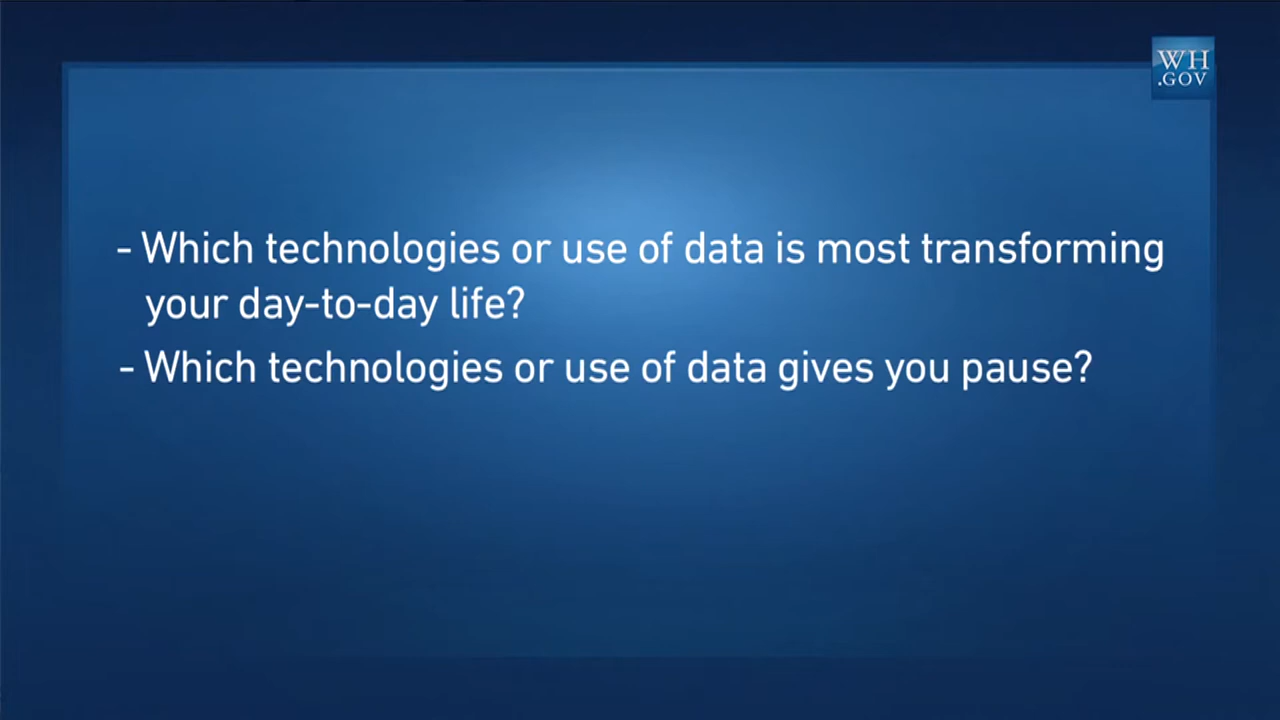 WH
.GOV
- Which technologies or use of data is most transforming
your day-to-day life?
- Which technologies or use of data gives you pause?